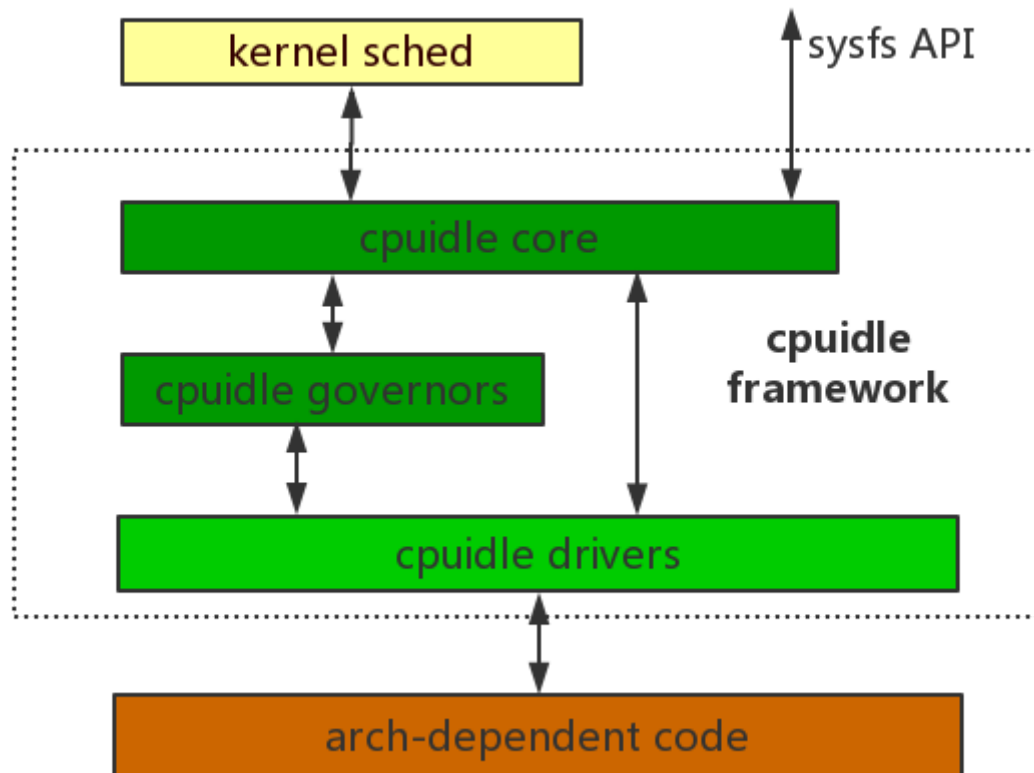 kernel sched
sysfs API
cpuidle core
cpuidle
framework
cpuidle governors
cpuidle drivers
arch-dependent code